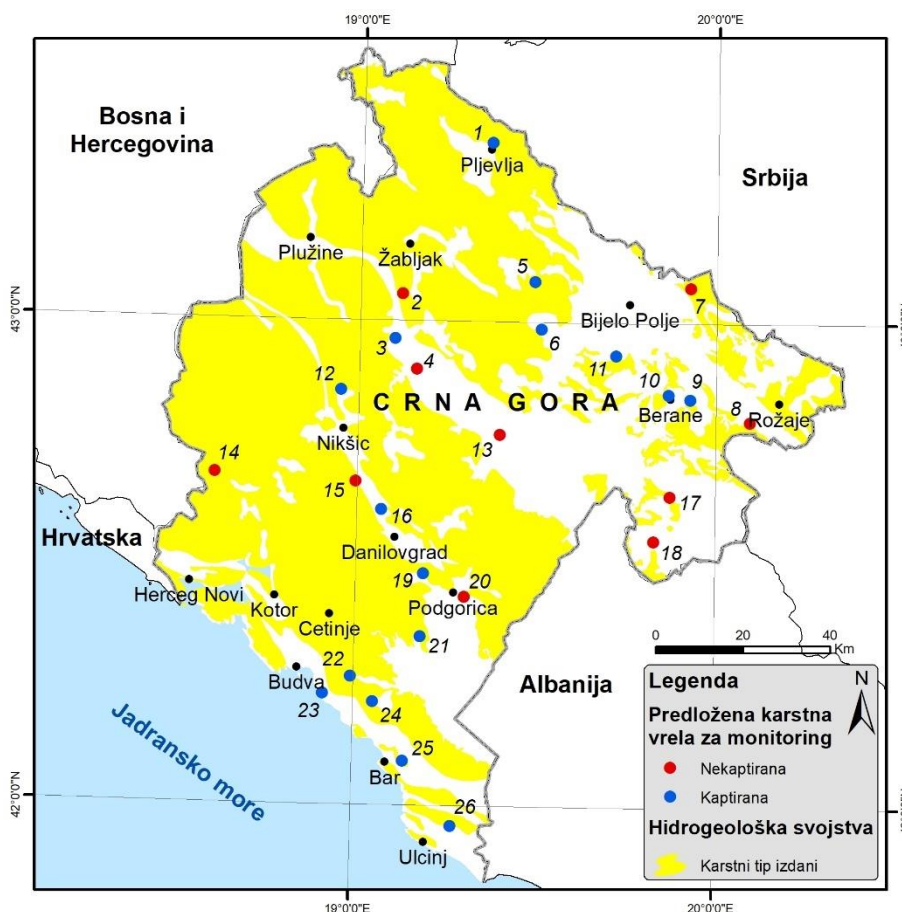 19°0'0"E
20°0'0"E
Bosna i
Hercegovina
1
Pljevlja
Srbija
Plužine
Žabljak
5
2
7
43°0'0"N
Bijelo Polje
3
6
4
11
12
CRNA GORA
10
9
Berane
8
Rožaje
Nikšic
13
14
15
17
16
Hrvatska
Danilovgrad
18
19
20
Herceg Novi
Kotor
Podgorica
Cetinje
21
0
20
40
Km
22
Budva
23
24
Albanija
Jadransko more
25
Bar
26
Ulcinj
42°0'0"N
Legenda
N
Predložena karstna
vrela za monitoring
Nekaptirana
Kaptirana
Hidrogeološka svojstva
Karstni tip izdani
19°0'0"E
20°0'0"E